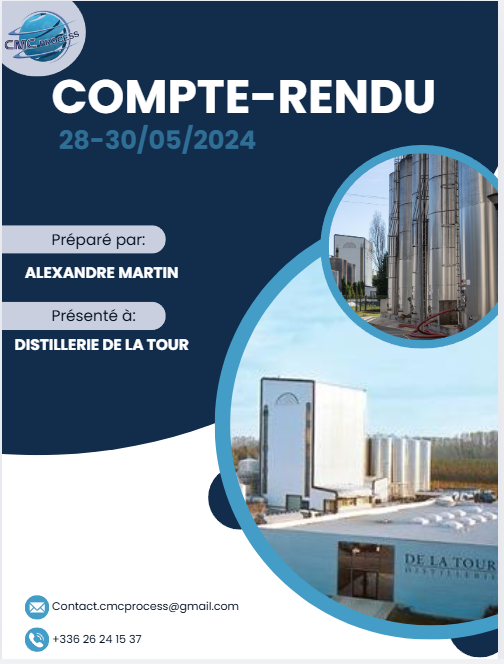 CMC PROCESS
COMPTE-RENDU
28-30/05/2024
Préparé par:
ALEXANDRE MARTIN
Présenté à:
DISTILLERIE DE LA TOUR
DE LA TOUR
DISTILLERIE
Contact.cmcprocess@gmail.com
+336 26 24 15 37